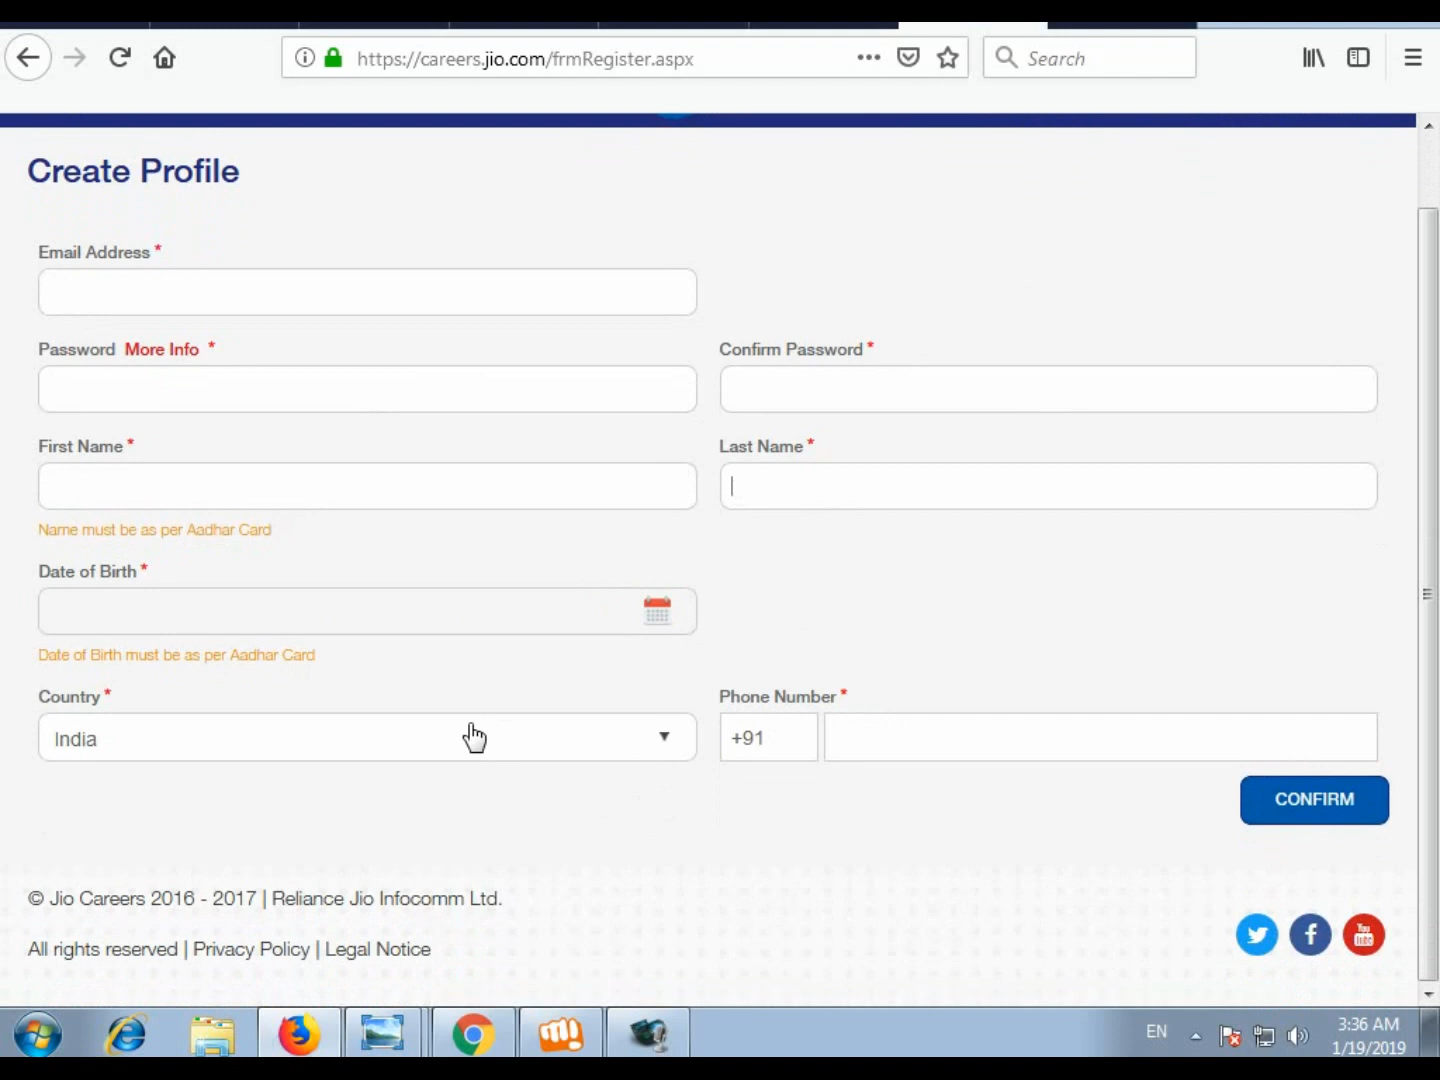 https://careers.jio.com/frmRegister.aspx
Search
Create Profile
Email Address *
Password More Info *
Confirm Password *
First Name *
Last Name *
Name must be as per Aadhar Card
Date of Birth *
Date of Birth must be as per Aadhar Card
Country *
Phone Number *
India
+91
CONFIRM
© Jio Careers 2016 - 2017 | Reliance Jio Infocomm Ltd.
All rights reserved | Privacy Policy | Legal Notice
You Tube
EN
3:36 AM
1/19/2019